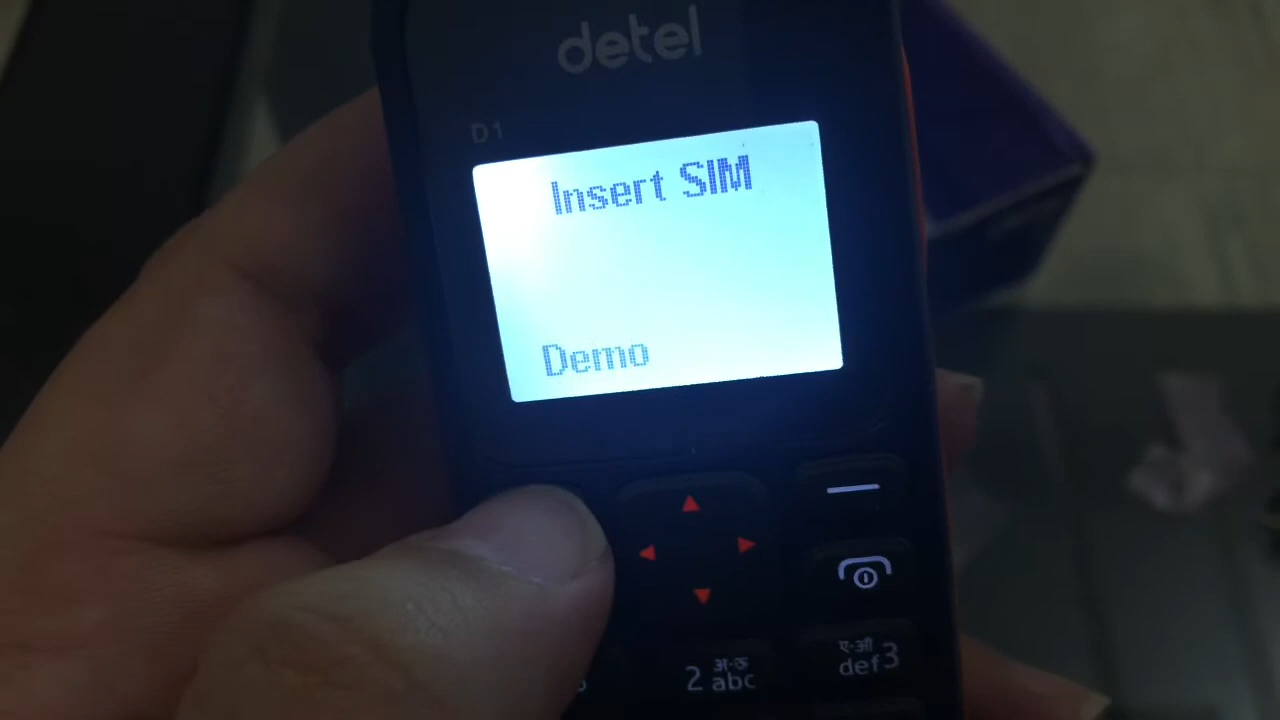 detel
D1
Insert SIM
Demo
2 अ-ऊ abc
ए-औ
def 3